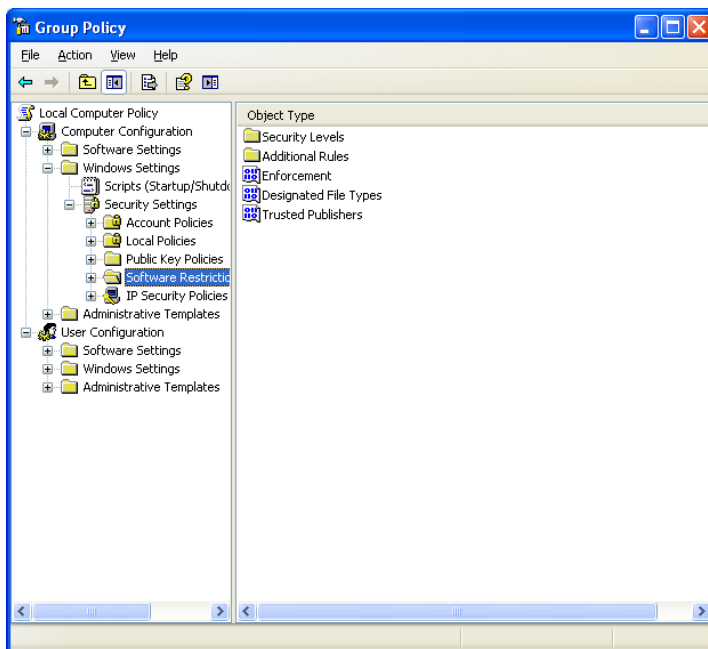 Group Policy
File Action View Help
Local Computer Policy
Computer Configuration
Software Settings
Windows Settings
Scripts (Startup/Shutd
Security Settings
Account Policies
Local Policies
Public Key Policies
Software Restrictio
IP Security Policies
Administrative Templates
User Configuration
Software Settings
Windows Settings
Administrative Templates
Object Type
Security Levels
Additional Rules
Enforcement
Designated File Types
Trusted Publishers